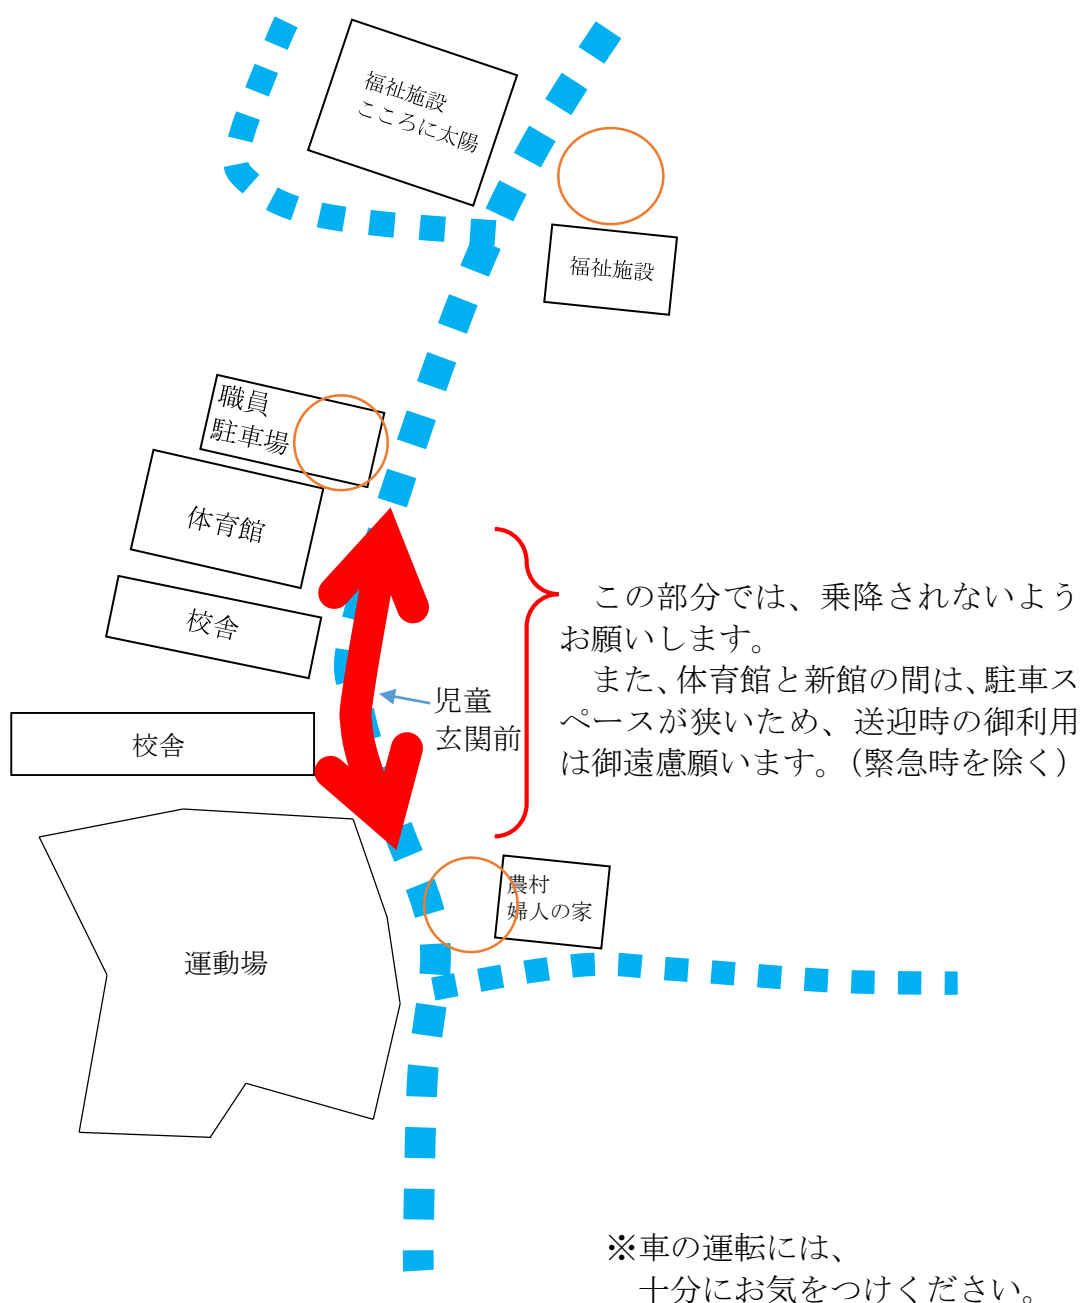 福祉施設
こころに太陽
福祉施設
職員
駐車場
体育館
校舎
この部分では、乗降されないよう
お願いします。
また、体育館と新館の間は、駐車ス
ペースが狭いため、送迎時の御利用
は御遠慮願います。（緊急時を除く）
児童
玄関前
校舎
農村
婦人の家
運動場
※車の運転には、
十分にお気をつけください。